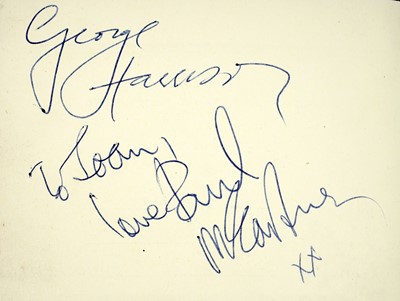 George
Harrison
To Joan,
love Paul
McCartney
xx